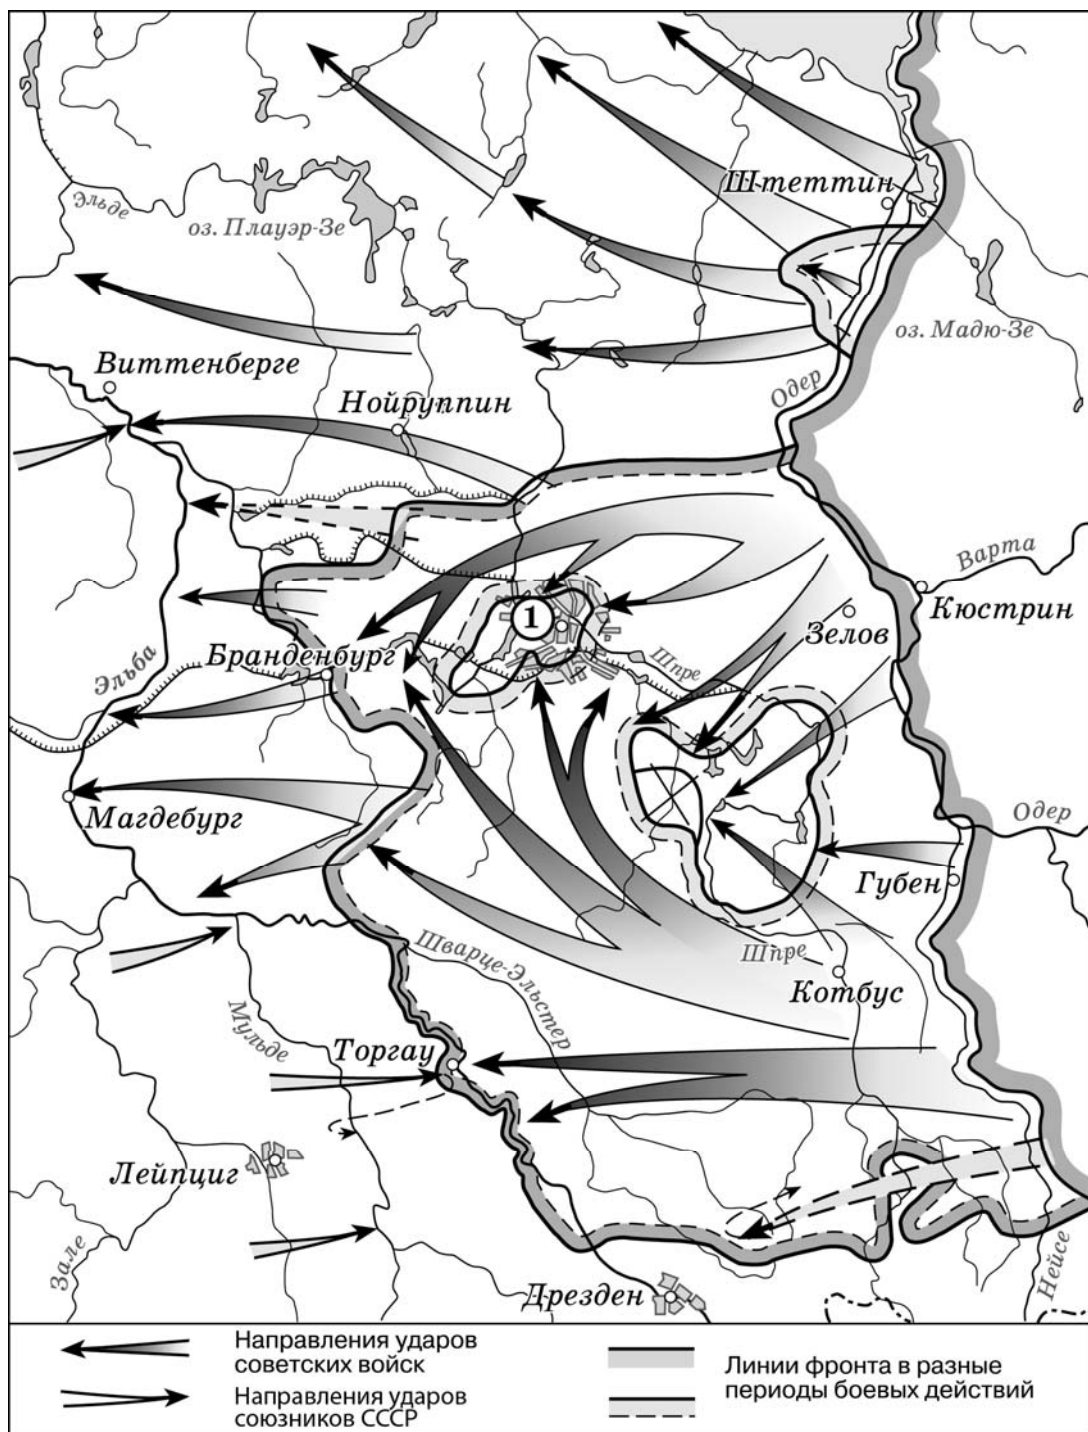 Штеттин
Эльде
оз. Плауэр-Зе
оз. Мадю-Зе
Виттенберге
Одер
Нойруппин
Варта
Кюстрин
1
Зелов
Шпре
Бранденбург
Эльба
Магдебург
Одер
Губен
Шварце-Эльстер
Шпре
Котбус
Мульде
Торгау
Лейпциг
Зале
Нейсе
Дрезден
Направления ударов
советских войск
Направления ударов
союзников СССР
Линии фронта в разные
периоды боевых действий